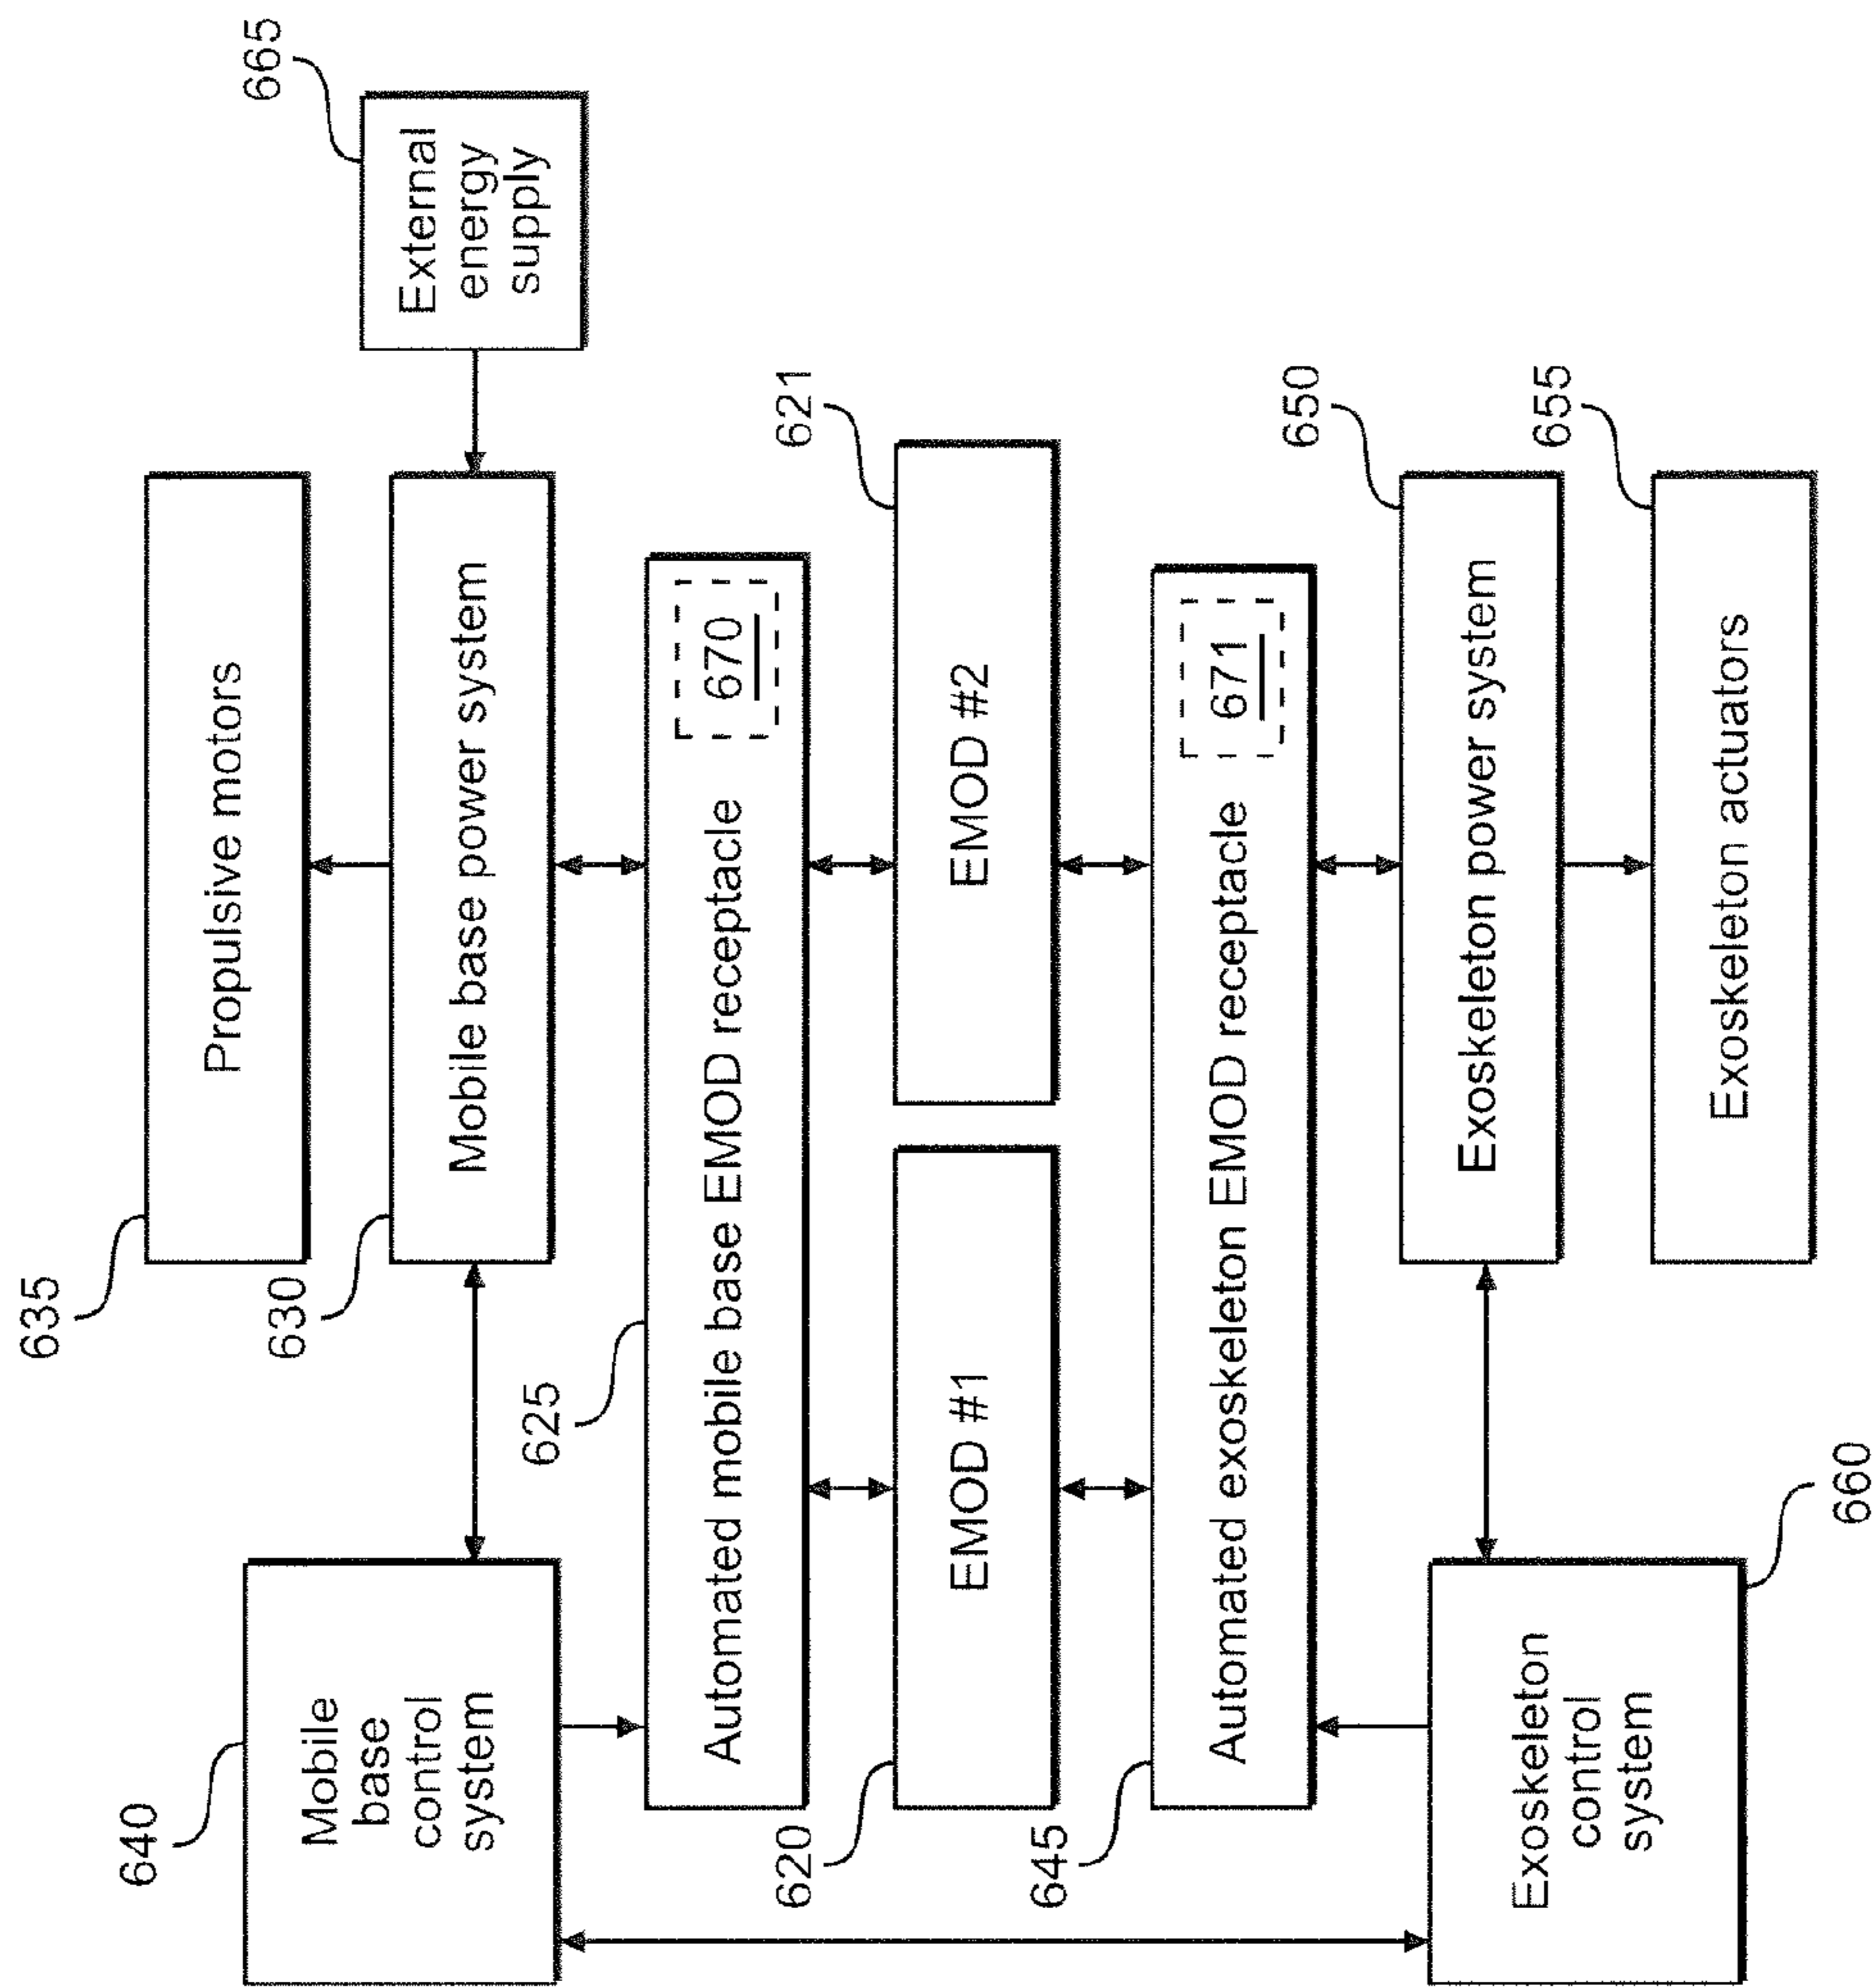 635
Propulsive motors
640
Mobile
base
control
system
630
Mobile base power system
665
External
energy
supply
625
Automated mobile base EMOD receptacle
670
620
EMOD #1
621
EMOD #2
645
Automated exoskeleton EMOD receptacle
671
650
Exoskeleton power system
Exoskeleton
control
system
660
655
Exoskeleton actuators